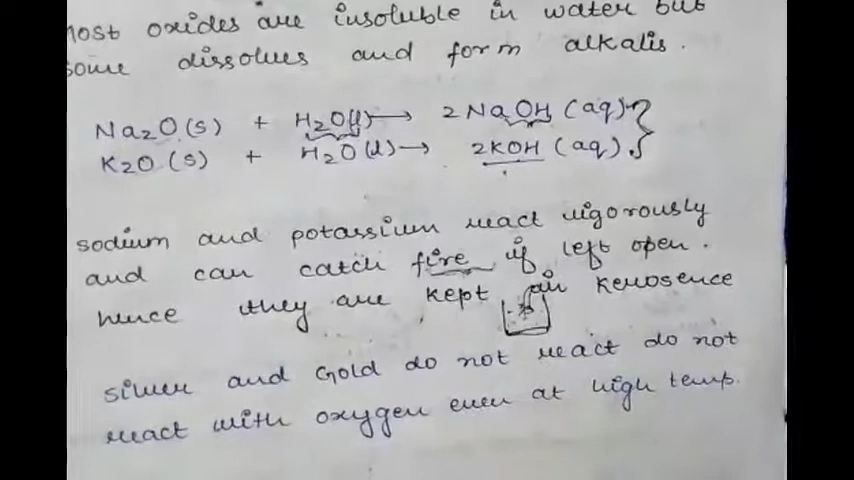 Most oxides are insoluble in water but
some dissolves and form alkalis.
Na2O(s) + H2O(l) → 2NaOH (aq)
K2O(s) + H2O(l) → 2KOH (aq).
sodium and potassium react vigorously
and can catch fire if left open.
hence they are kept in kerosence
silver and Gold do not react do not
react with oxygen even at high temp.